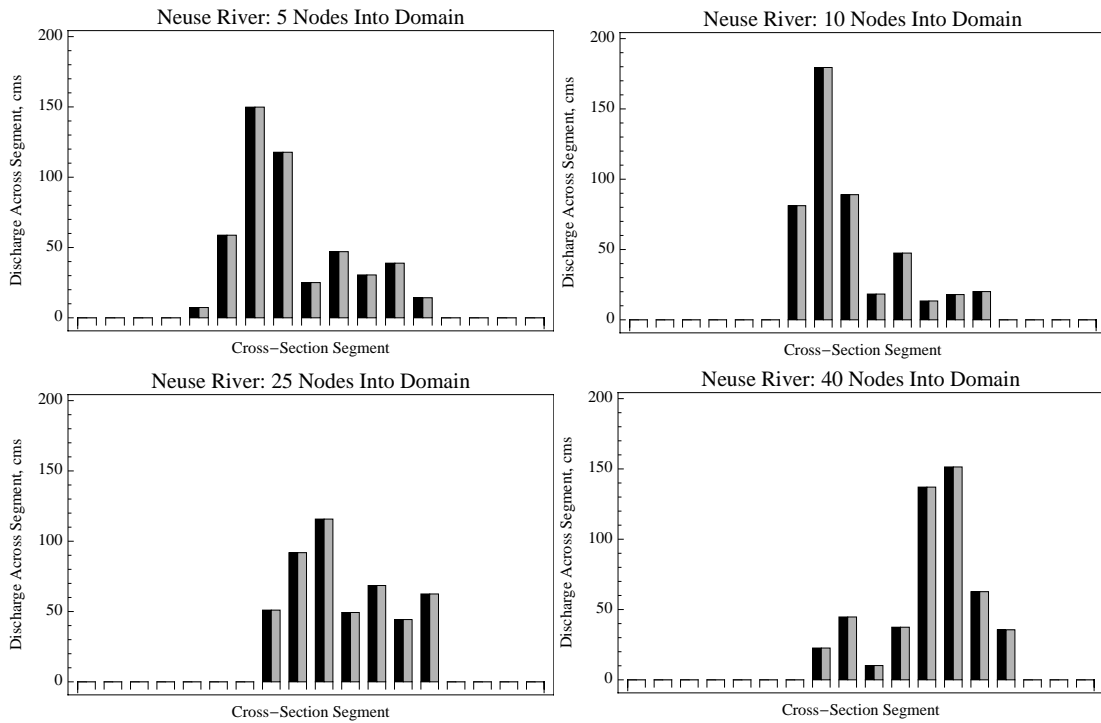 Neuse River: 5 Nodes Into Domain
200
150
100
50
0
Discharge Across Segment, cms
Cross−Section Segment
Neuse River: 10 Nodes Into Domain
200
150
100
50
0
Discharge Across Segment, cms
Cross−Section Segment
Neuse River: 25 Nodes Into Domain
200
150
100
50
0
Discharge Across Segment, cms
Cross−Section Segment
Neuse River: 40 Nodes Into Domain
200
150
100
50
0
Discharge Across Segment, cms
Cross−Section Segment